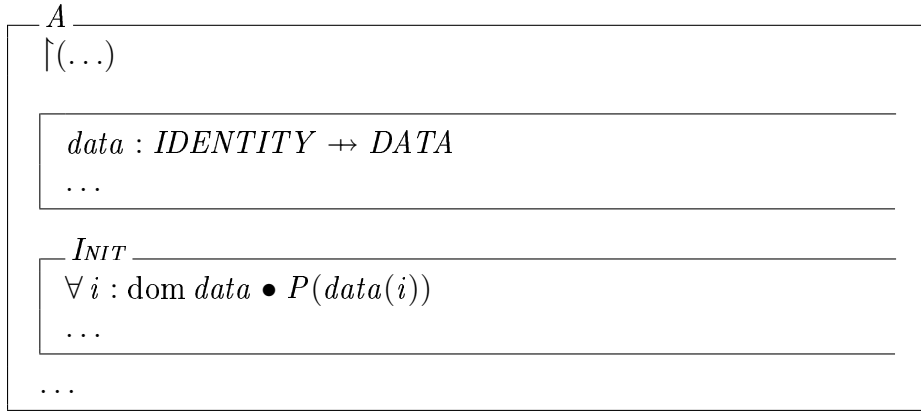 A
↾(...)
data : IDENTITY ⇸ DATA
...
INIT
∀ i : dom data • P(data(i))
...
...